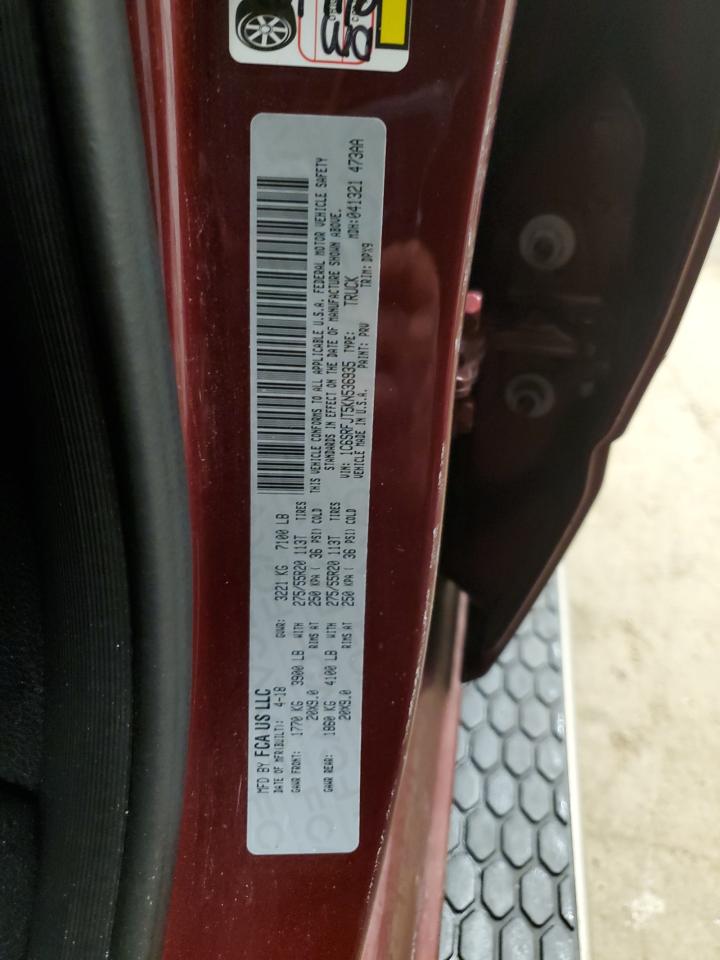 MFD BY FCA US LLC
DATE OF MFR(BUILT): 4-18 GVWR: 3221 KG 7100 LB
GAWR FRONT: 1770 KG 3900 LB WITH 275/55R20 113T TIRES
20X9.0 RIMS AT 250 KPA ( 36 PSI) COLD
GAWR REAR: 1860 KG 4100 LB WITH 275/55R20 113T TIRES
20X9.0 RIMS AT 250 KPA ( 36 PSI) COLD
THIS VEHICLE CONFORMS TO ALL APPLICABLE U.S.A. FEDERAL MOTOR VEHICLE SAFETY
STANDARDS IN EFFECT ON THE DATE OF MANUFACTURE SHOWN ABOVE.
VIN: 1C6SRFJT5KN536935 TYPE: TRUCK MDH:041321 473AA
VEHICLE MADE IN U.S.A. PAINT: PRV TRIM: DPX9